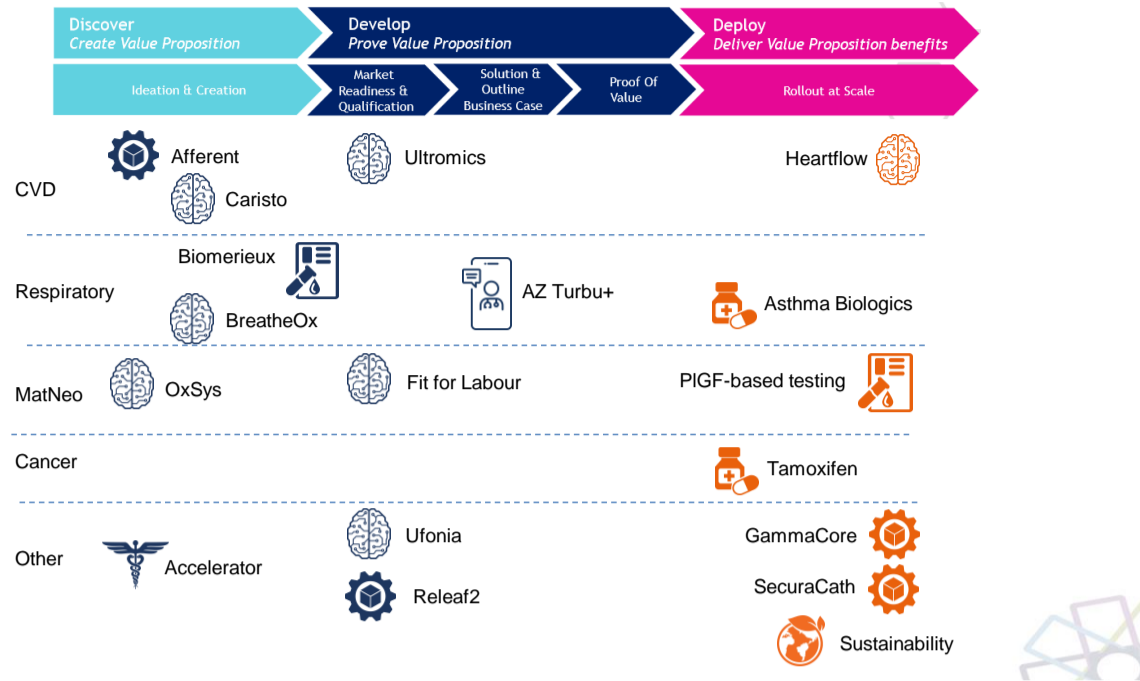 Discover
Create Value Proposition
Develop
Prove Value Proposition
Deploy
Deliver Value Proposition benefits
Ideation & Creation
Market
Readiness &
Qualification
Solution &
Outline
Business Case
Proof Of
Value
Rollout at Scale
CVD
Afferent
Caristo
Ultromics
Heartflow
Respiratory
Biomerieux
BreatheOx
AZ Turbu+
Asthma Biologics
MatNeo
OxSys
Fit for Labour
PlGF-based testing
Cancer
Tamoxifen
Other
Accelerator
Ufonia
Releaf2
GammaCore
SecuraCath
Sustainability